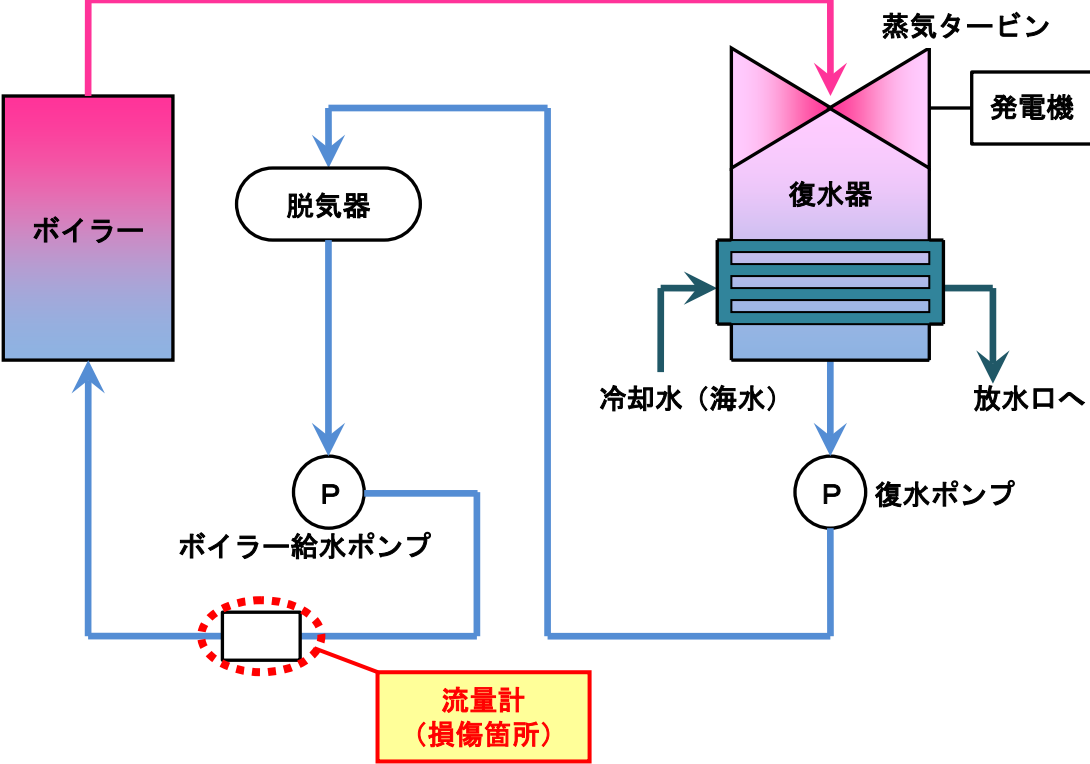 蒸気タービン
発電機
復水器
脱気器
ボイラー
冷却水（海水）
放水口へ
P
復水ポンプ
P
ボイラー給水ポンプ
流量計
（損傷箇所）